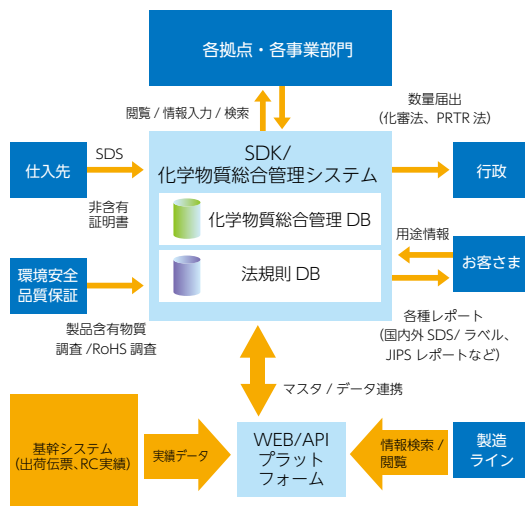 各拠点・各事業部門
閲覧 / 情報入力 / 検索
数量届出
(化審法、PRTR 法)
仕入先
SDS
非含有
証明書
SDK/
化学物質総合管理システム
化学物質総合管理 DB
法規則 DB
行政
用途情報
お客さま
環境安全
品質保証
製品含有物質
調査 /RoHS 調査
各種レポート
(国内外 SDS/ ラベル、
JIPS レポートなど)
マスタ / データ連携
基幹システム
(出荷伝票、RC実績)
実績データ
WEB/API
プラット
フォーム
情報検索 /
閲覧
製造
ライン